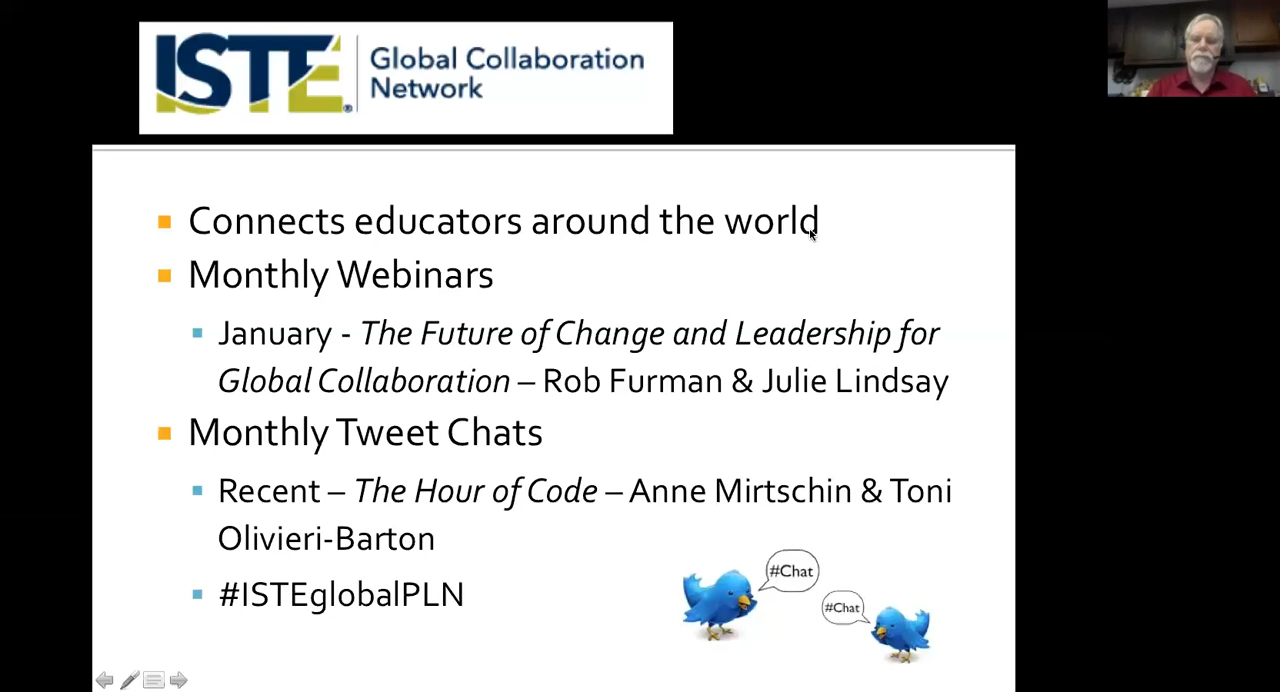 ISTE® Global Collaboration
Network
Connects educators around the world
Monthly Webinars
January - The Future of Change and Leadership for
Global Collaboration – Rob Furman & Julie Lindsay
Monthly Tweet Chats
Recent – The Hour of Code – Anne Mirtschin & Toni
Olivieri-Barton
#ISTEglobalPLN
#Chat
#Chat